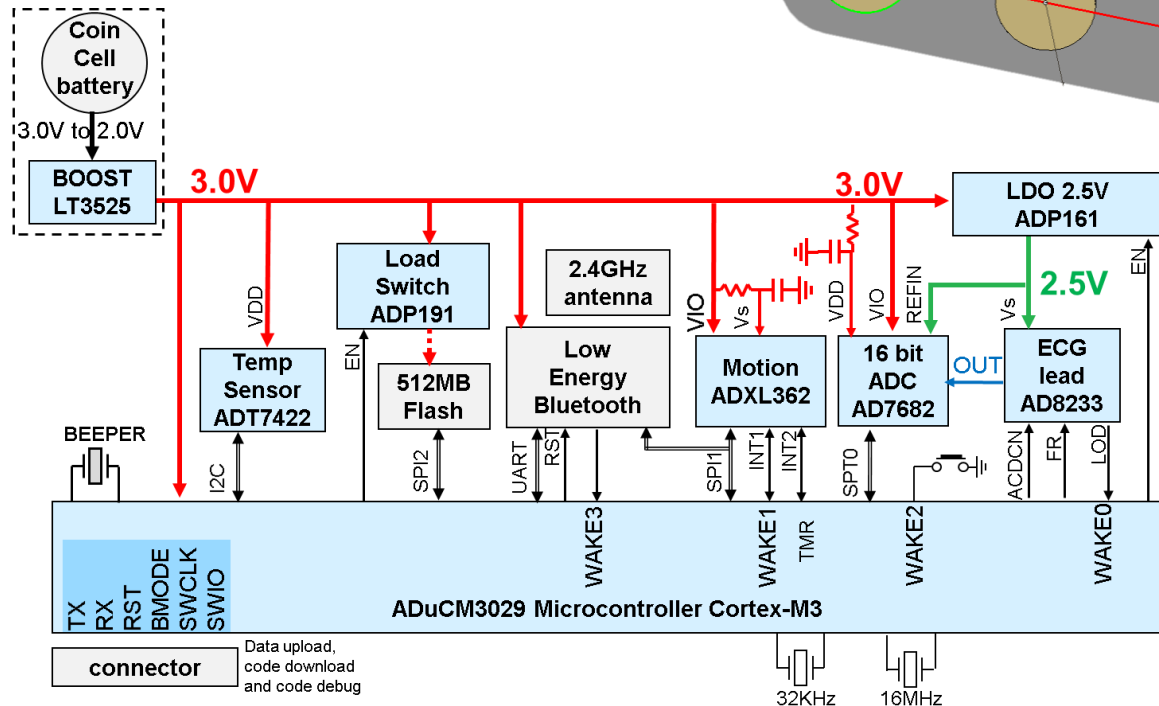 Coin
Cell
battery
3.0V to 2.0V
BOOST
LT3525
3.0V
3.0V
LDO 2.5V
ADP161
EN
2.5V
VDD
Load
Switch
ADP191
2.4GHz
antenna
VIO
Vs
VDD
VIO
REFIN
Vs
Temp
Sensor
ADT7422
EN
512MB
Flash
Low
Energy
Bluetooth
Motion
ADXL362
16 bit
ADC
AD7682
OUT
ECG
lead
AD8233
BEEPER
I2C
SPI2
UART
RST
SPI1
INT1
INT2
SPT0
ACDCN
FR
LOD
WAKE3
WAKE1
TMR
WAKE2
WAKE0
TX
RX
RST
BMODE
SWCLK
SWIO
ADuCM3029 Microcontroller Cortex-M3
connector
Data upload,
code download
and code debug
32KHz
16MHz